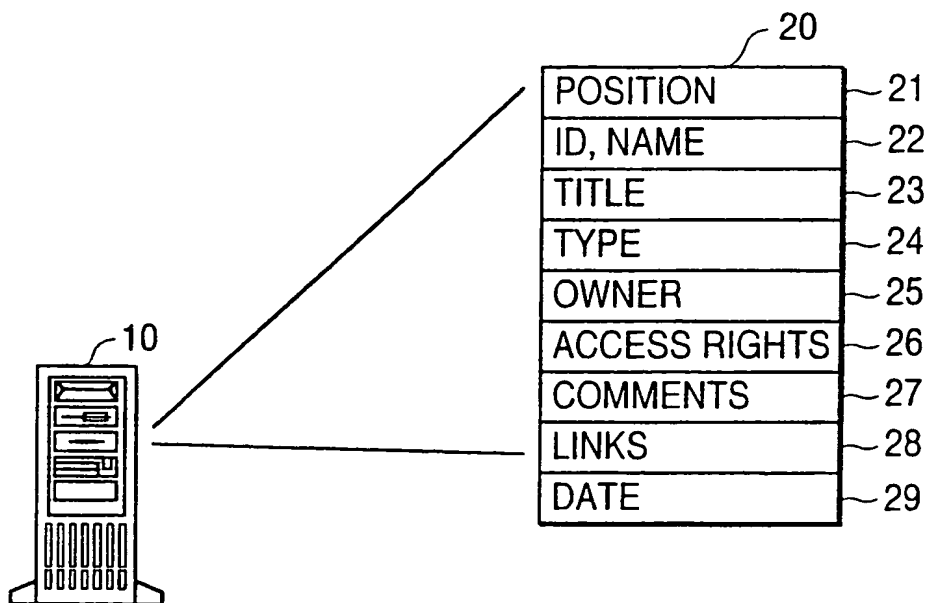 20
POSITION 21
ID, NAME 22
TITLE 23
TYPE 24
OWNER 25
ACCESS RIGHTS 26
COMMENTS 27
LINKS 28
DATE 29
10